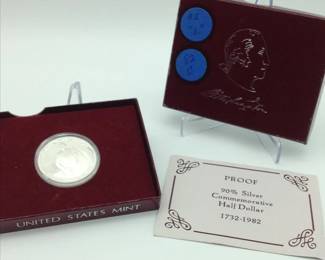 UNITED STATES MINT
PROOF
90% Silver
Commemorative
Half Dollar
1732-1982